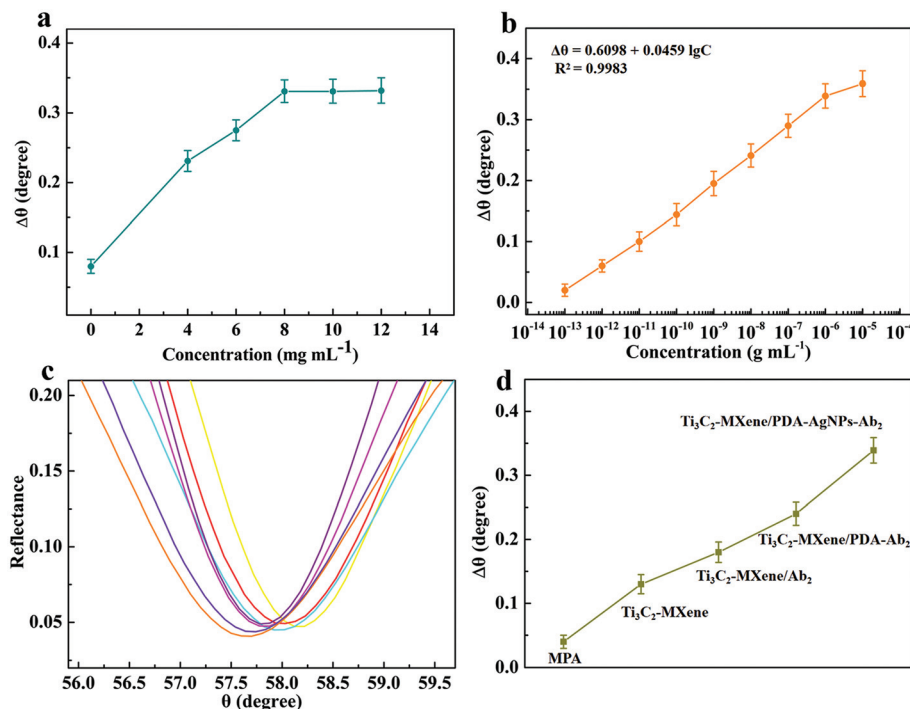 a
0.4
0.3
0.2
0.1
Δθ (degree)
0 2 4 6 8 10 12 14
Concentration (mg mL⁻¹)
b
Δθ = 0.6098 + 0.0459 lgC
R² = 0.9983
0.4
0.3
0.2
0.1
0.0
Δθ (degree)
10⁻¹⁴ 10⁻¹³ 10⁻¹² 10⁻¹¹ 10⁻¹⁰ 10⁻⁹ 10⁻⁸ 10⁻⁷ 10⁻⁶ 10⁻⁵ 10⁻⁴
Concentration (g mL⁻¹)
c
0.20
0.15
0.10
0.05
Reflectance
56.0 56.5 57.0 57.5 58.0 58.5 59.0 59.5
θ (degree)
d
0.4
0.3
0.2
0.1
0.0
Δθ (degree)
Ti₃C₂-MXene/PDA-AgNPs-Ab₂
Ti₃C₂-MXene/PDA-Ab₂
Ti₃C₂-MXene/Ab₂
Ti₃C₂-MXene
MPA